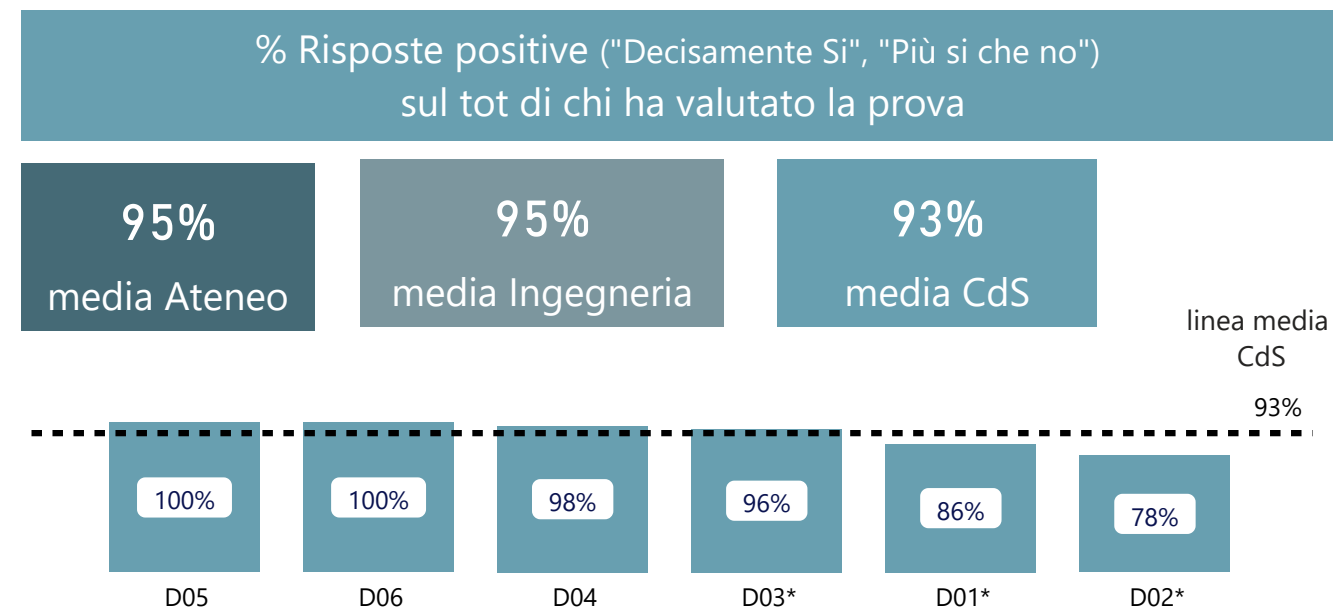 % Risposte positive ("Decisamente Si", "Più si che no")
sul tot di chi ha valutato la prova
95%
media Ateneo
95%
media Ingegneria
93%
media CdS
linea media
CdS
93%
100%
100%
98%
96%
86%
78%
D05
D06
D04
D03*
D01*
D02*